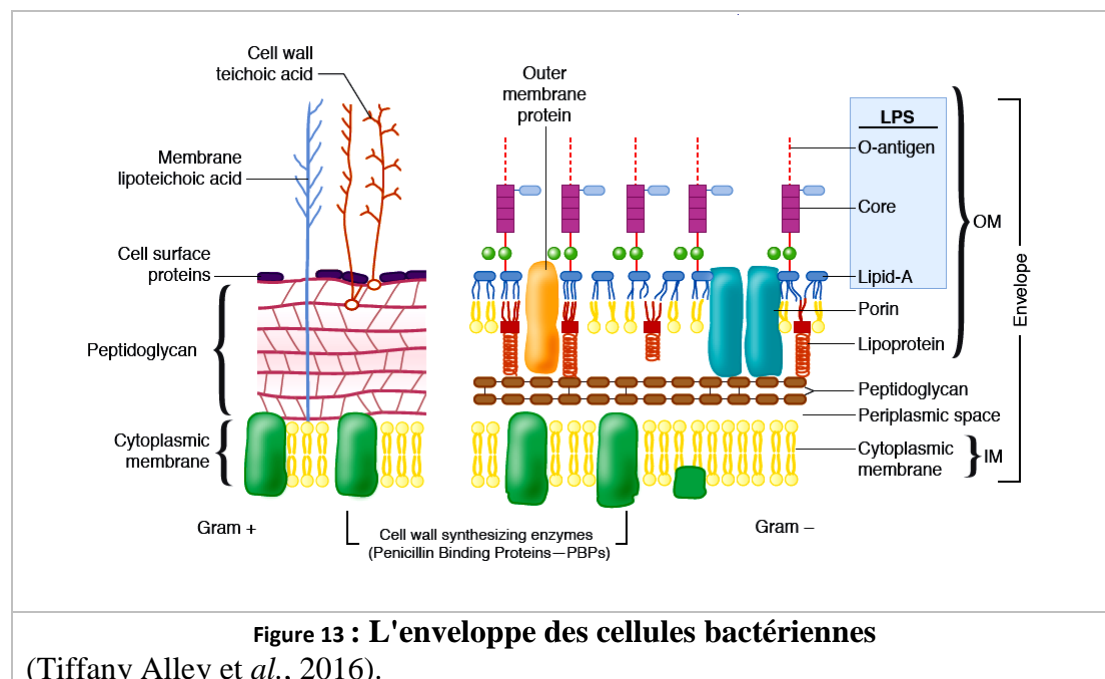 Cell wall
teichoic acid
Membrane
lipoteichoic acid
Cell surface
proteins
Peptidoglycan
Cytoplasmic
membrane
Gram +
Outer
membrane
protein
LPS
O-antigen
Core
Lipid-A
Porin
Lipoprotein
Peptidoglycan
Periplasmic space
Cytoplasmic
membrane
OM
IM
Envelope
Cell wall synthesizing enzymes
(Penicillin Binding Proteins—PBPs)
Gram –
Figure 13 : L'enveloppe des cellules bactériennes
(Tiffany Alley et al., 2016).